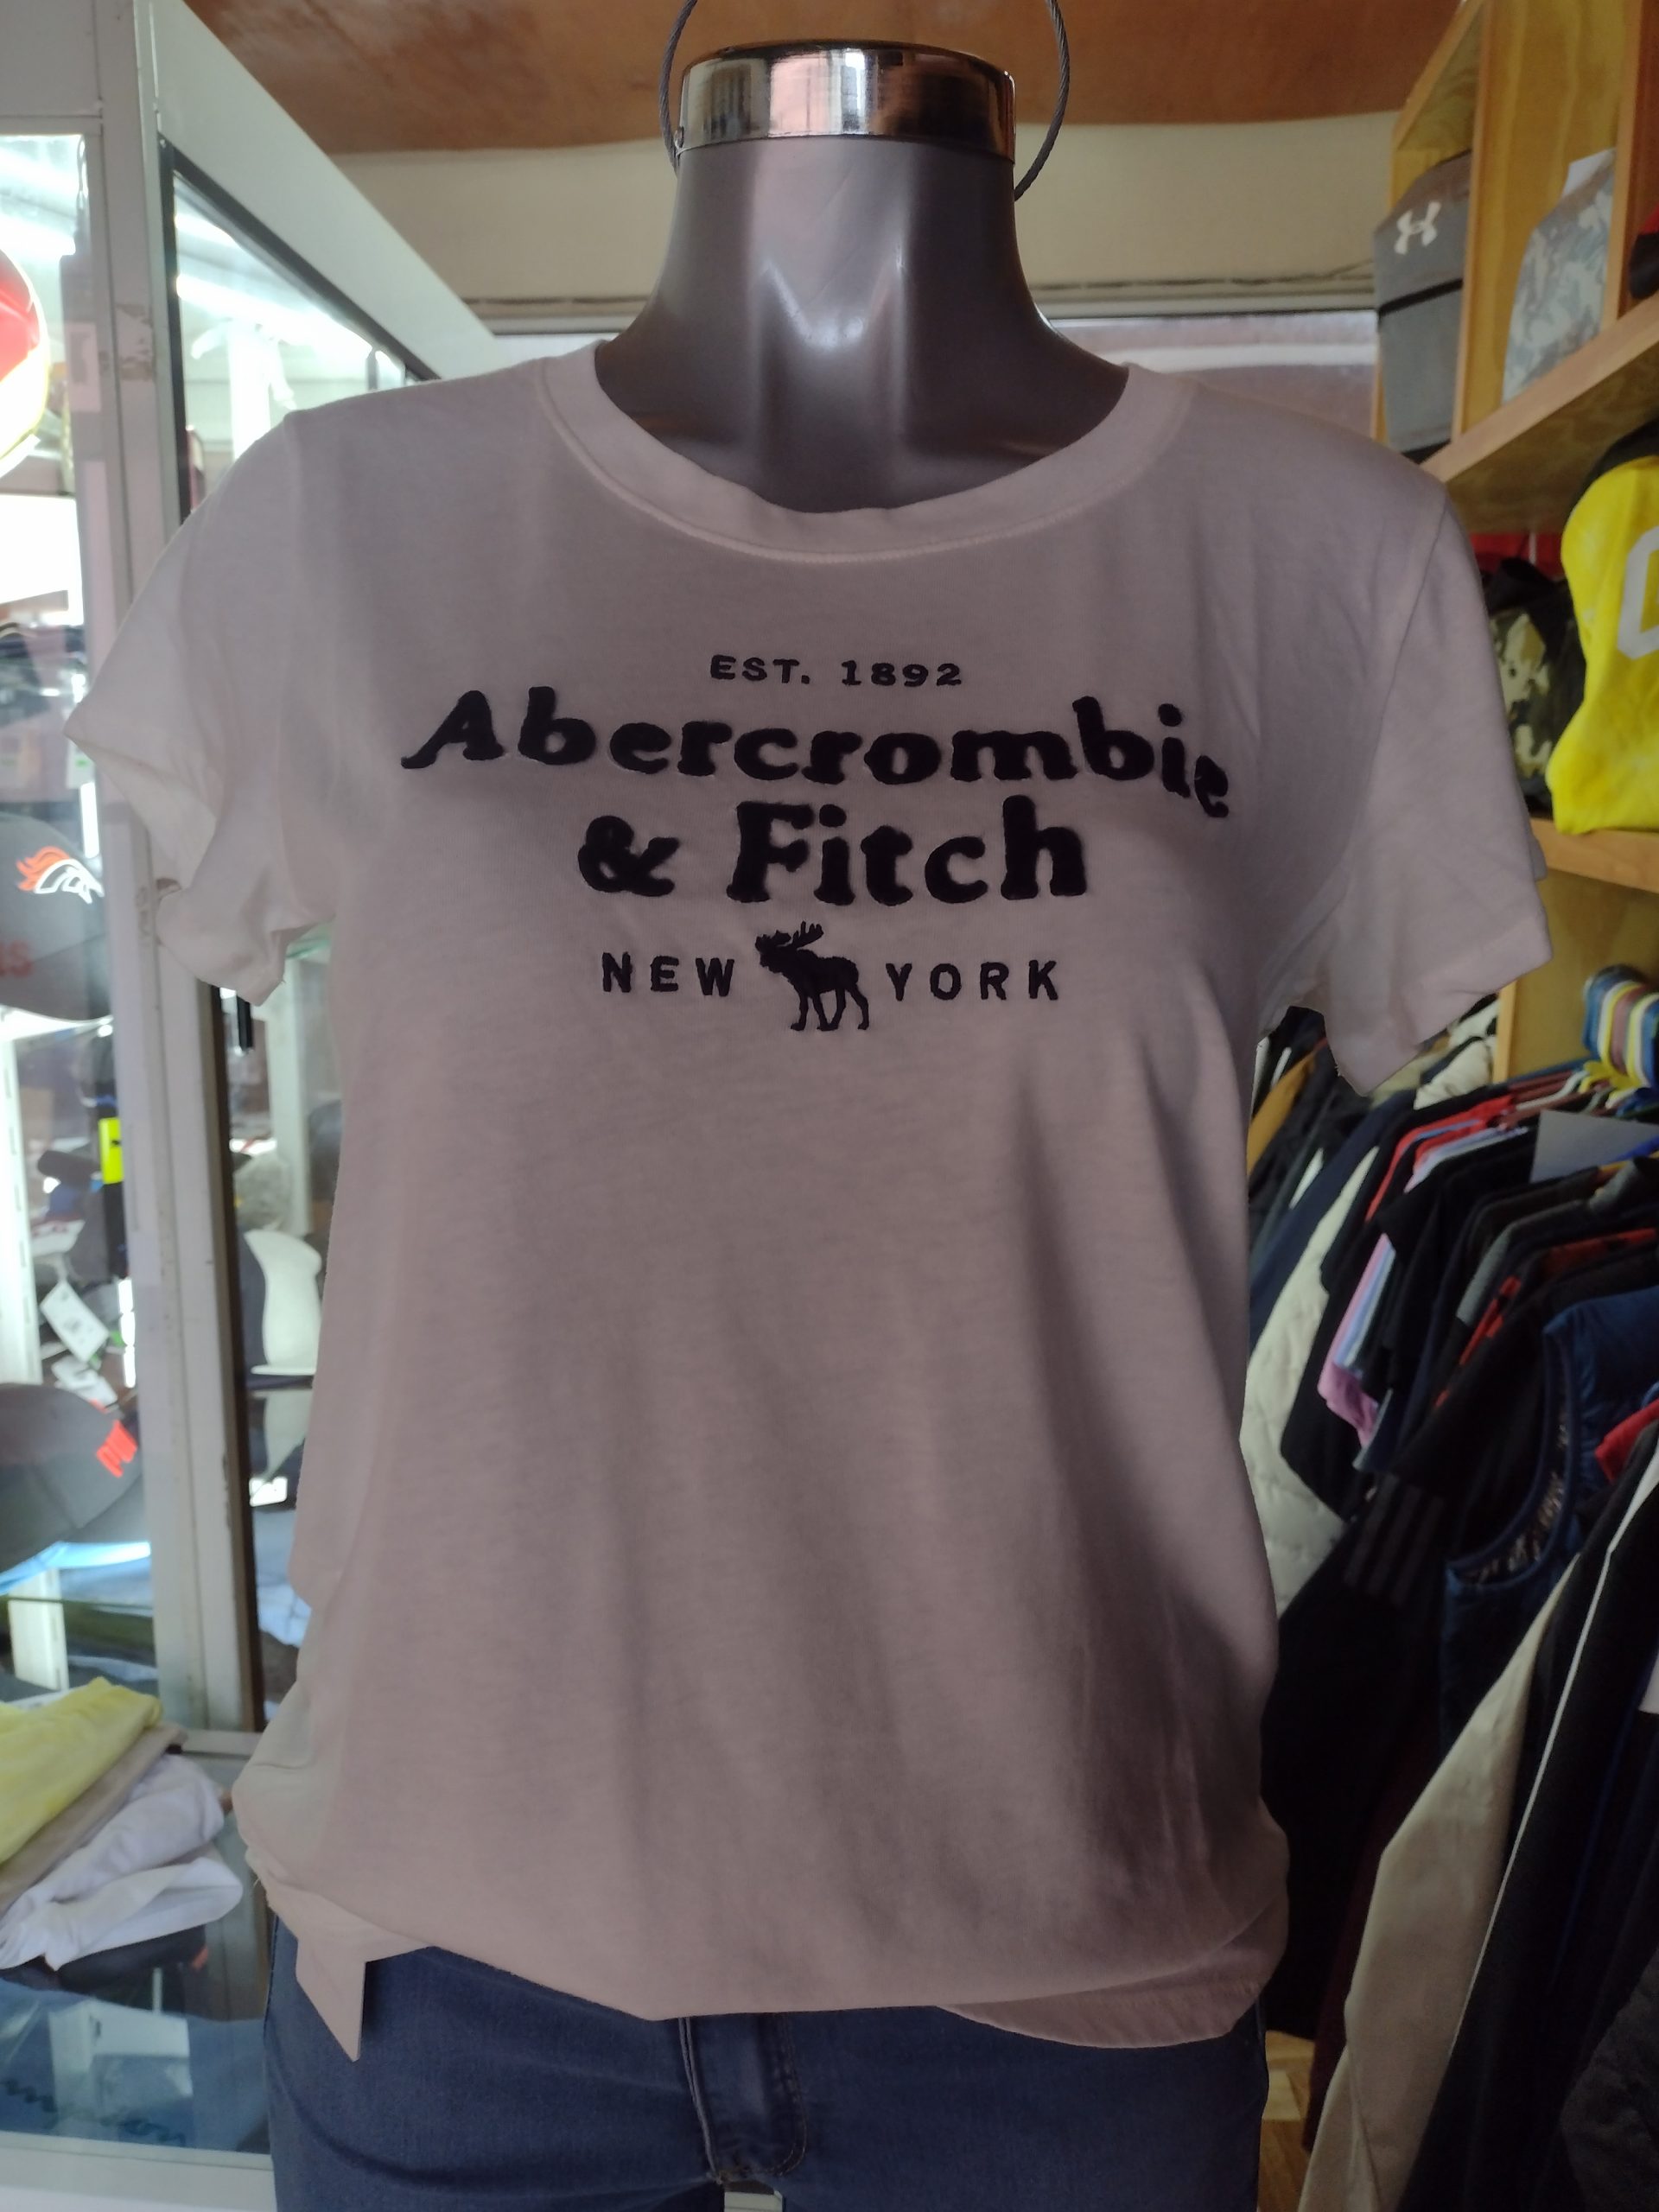 EST. 1892
Abercrombie
& Fitch
NEW YORK